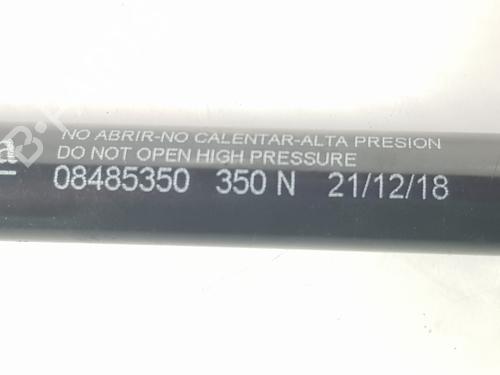 NO ABRIR-NO CALENTAR-ALTA PRESION
DO NOT OPEN HIGH PRESSURE
08485350 350 N 21/12/18